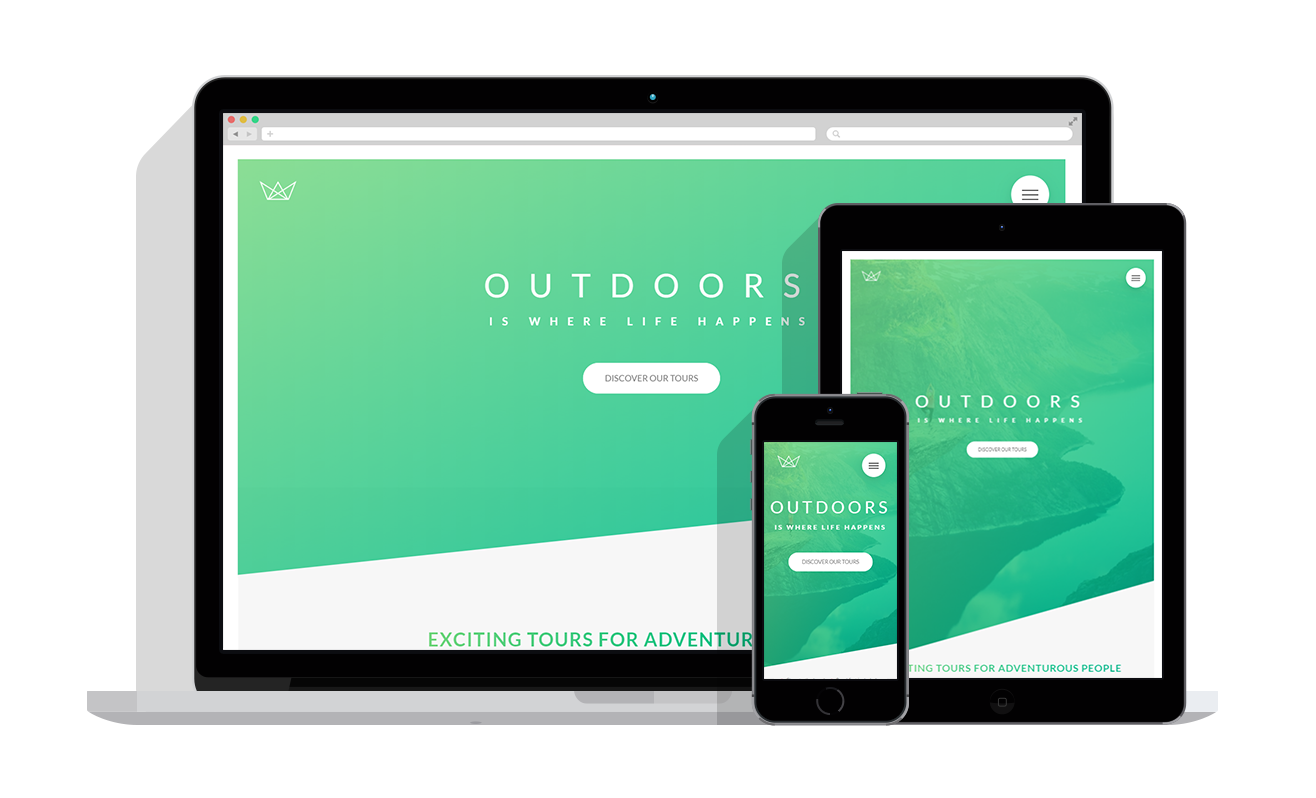 OUTDOORS
IS WHERE LIFE HAPPENS
DISCOVER OUR TOURS
EXCITING TOURS FOR ADVENTUR
OUTDOORS
IS WHERE LIFE HAPPENS
DISCOVER OUR TOURS
TING TOURS FOR ADVENTUROUS PEOPLE
OUTDOORS
IS WHERE LIFE HAPPENS
DISCOVER OUR TOURS